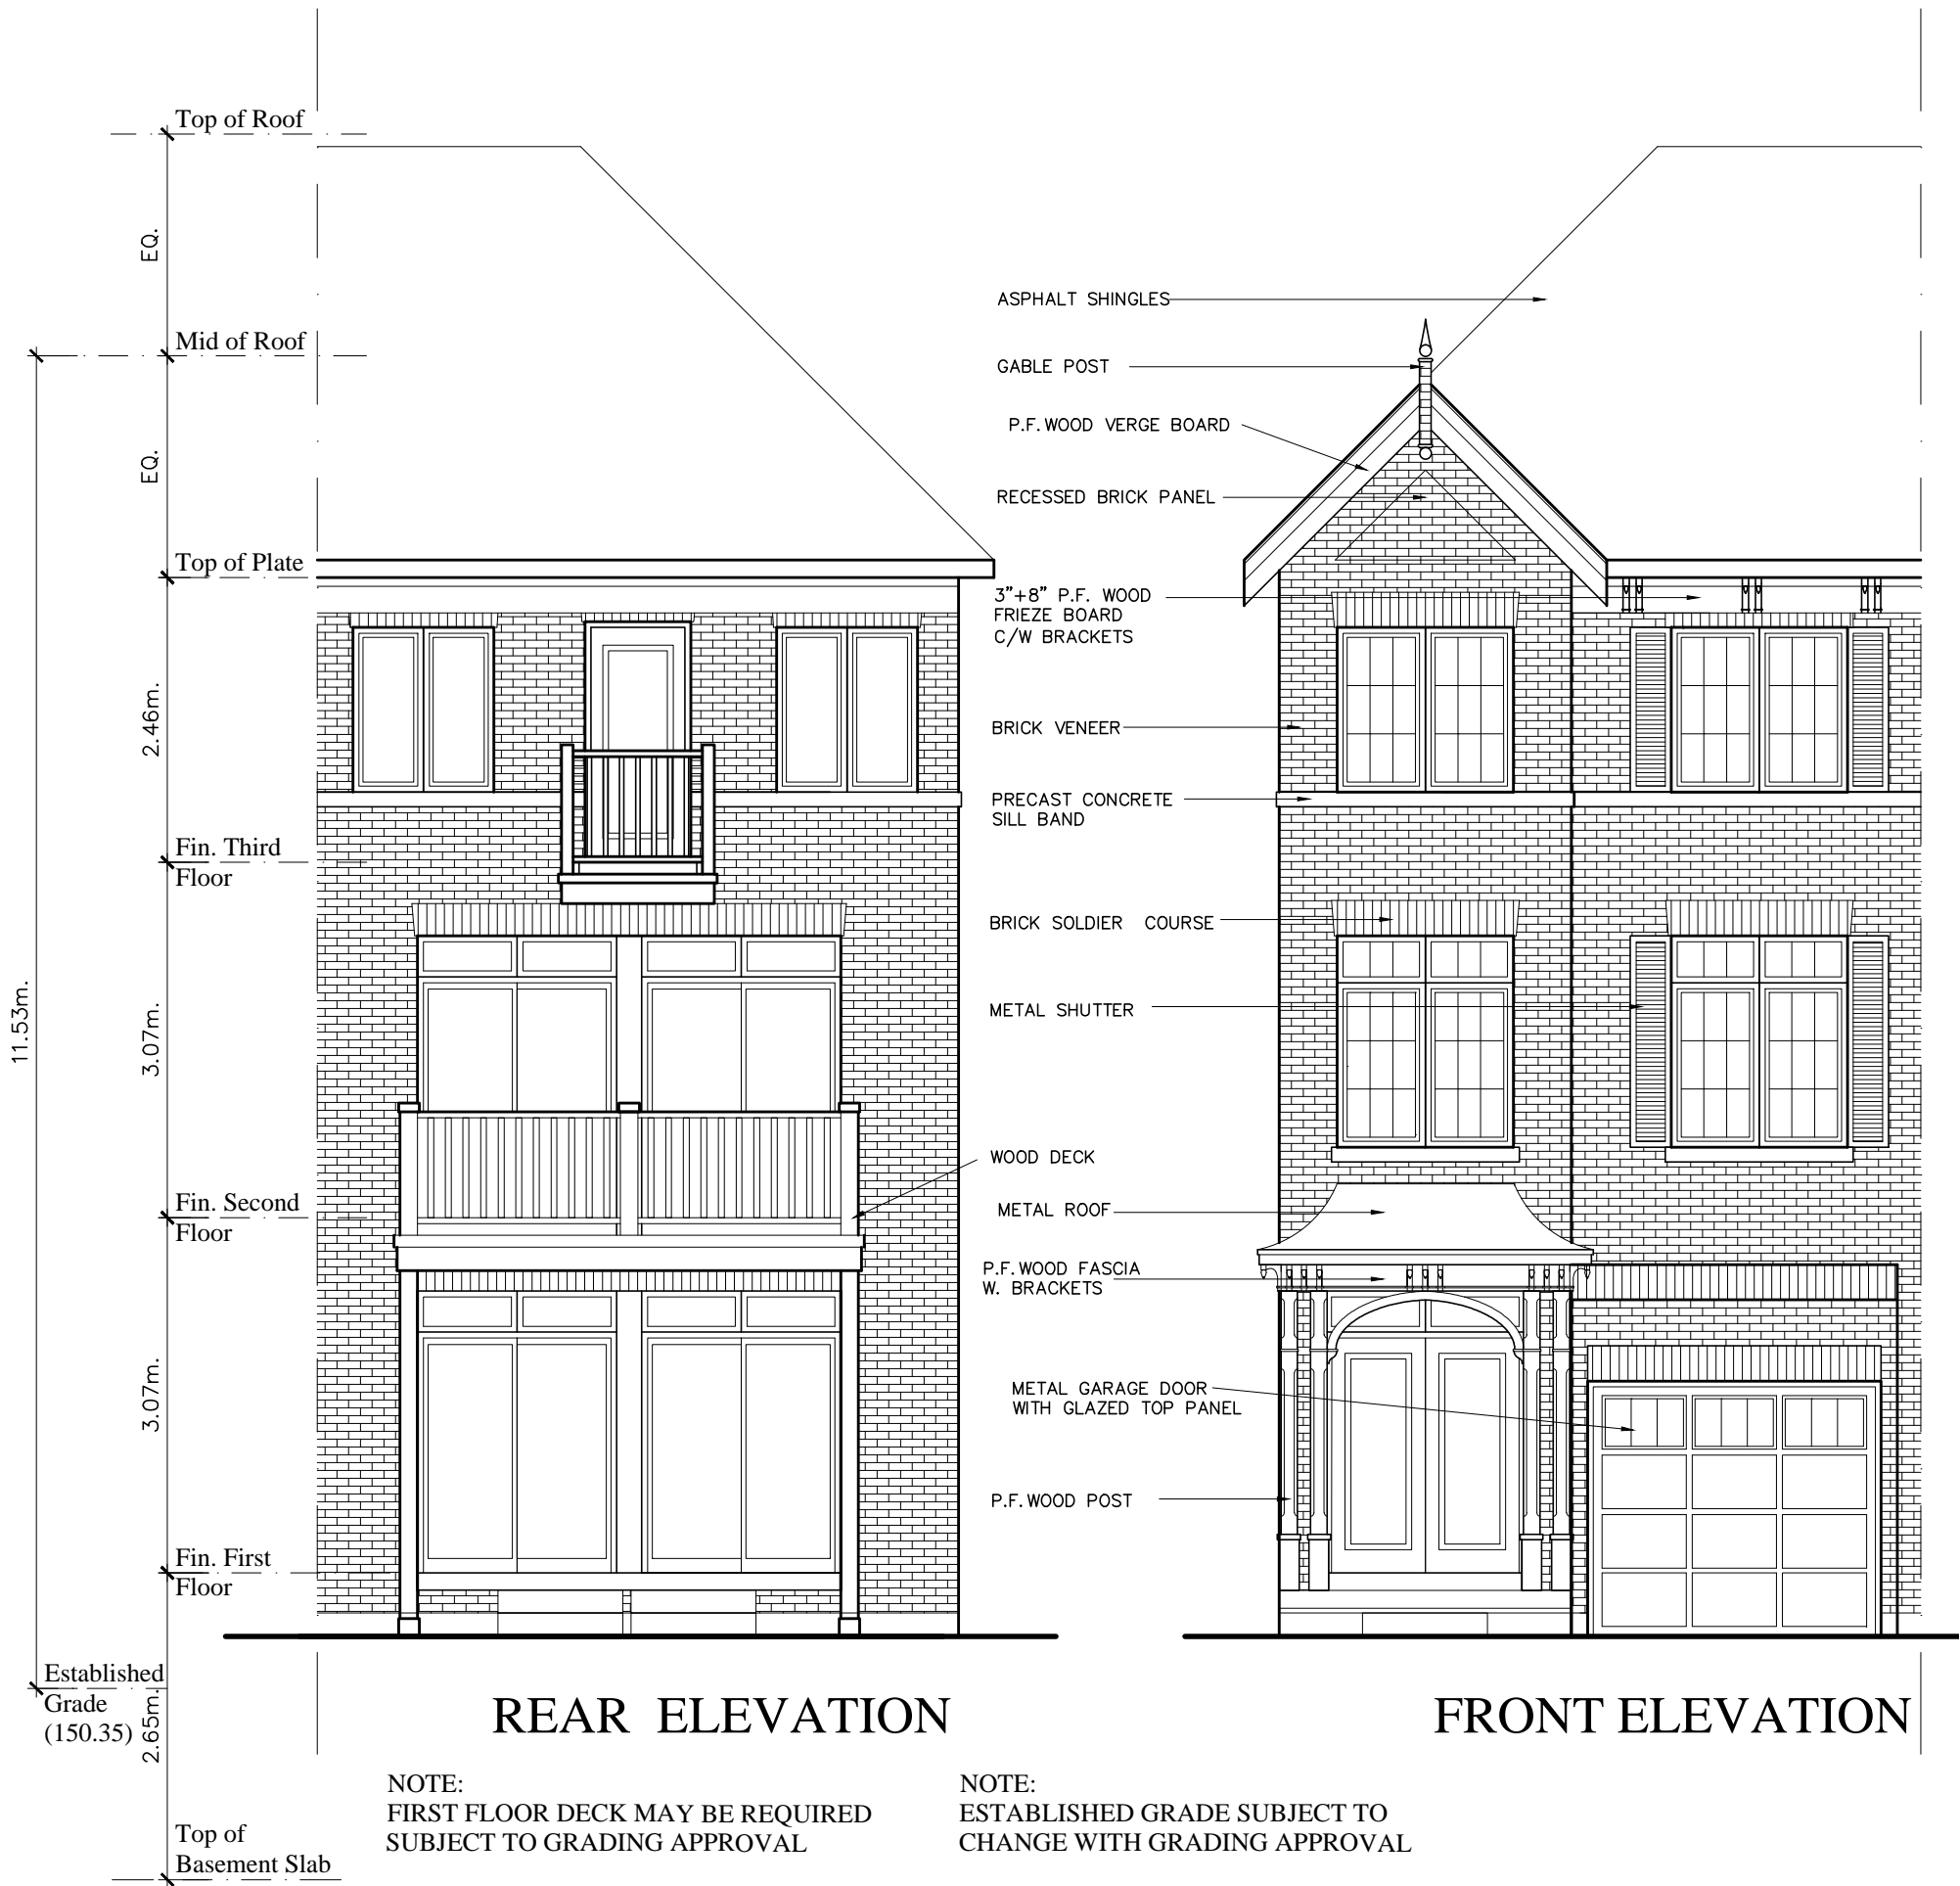 Top of Roof
EQ.
Mid of Roof
EQ.
Top of Plate
2.46m.
Fin. Third
Floor
3.07m.
11.53m.
Fin. Second
Floor
3.07m.
Fin. First
Floor
Established
Grade
(150.35)
2.65m.
Top of
Basement Slab
ASPHALT SHINGLES
GABLE POST
P.F. WOOD VERGE BOARD
RECESSED BRICK PANEL
3"+8" P.F. WOOD
FRIEZE BOARD
C/W BRACKETS
BRICK VENEER
PRECAST CONCRETE
SILL BAND
BRICK SOLDIER COURSE
METAL SHUTTER
WOOD DECK
METAL ROOF
P.F. WOOD FASCIA
W. BRACKETS
METAL GARAGE DOOR
WITH GLAZED TOP PANEL
P.F. WOOD POST
REAR ELEVATION
FRONT ELEVATION
NOTE:
FIRST FLOOR DECK MAY BE REQUIRED
SUBJECT TO GRADING APPROVAL
NOTE:
ESTABLISHED GRADE SUBJECT TO
CHANGE WITH GRADING APPROVAL